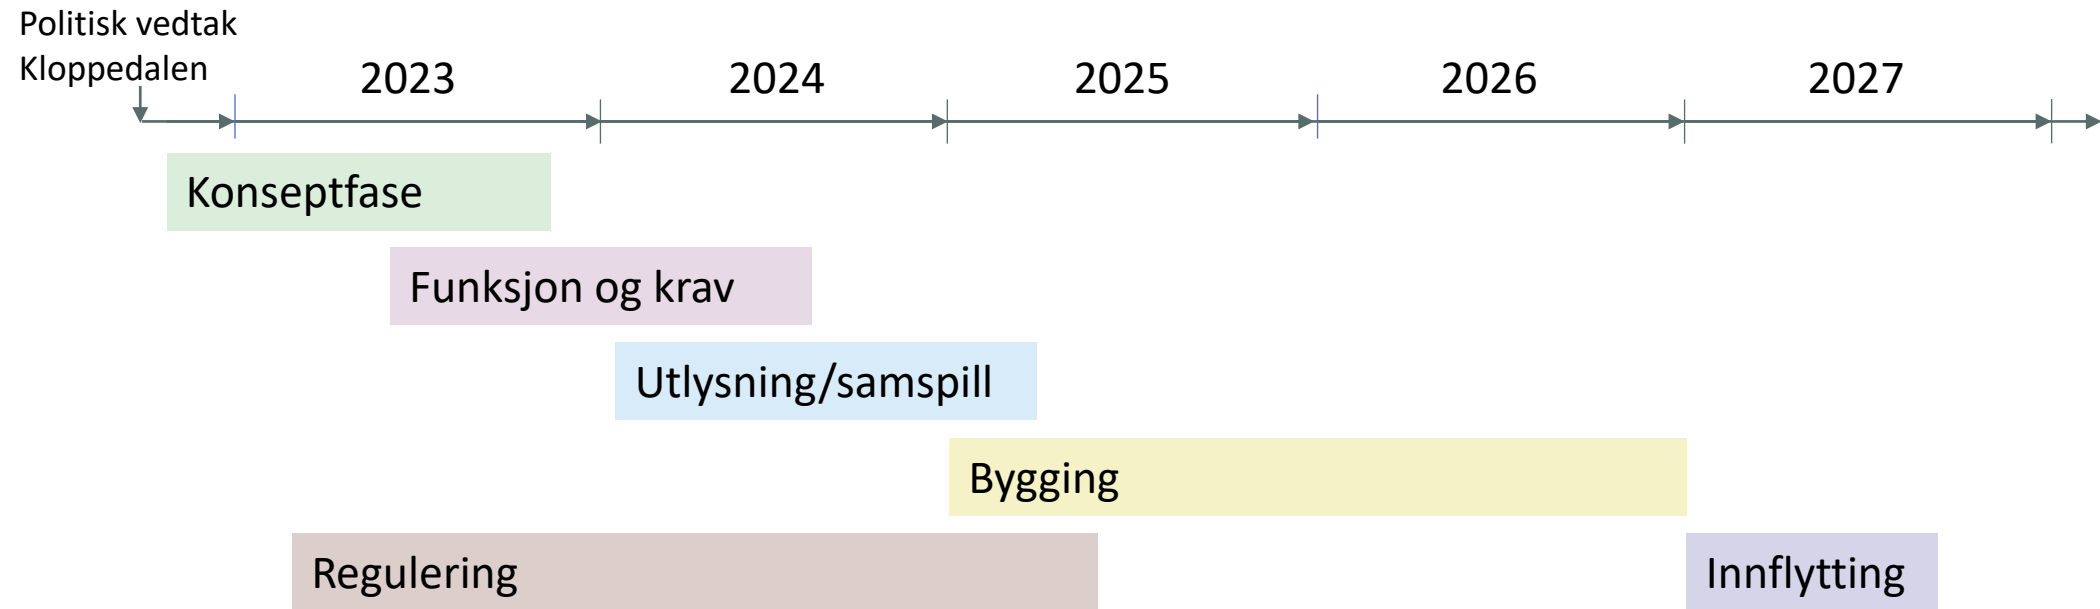 Politisk vedtak
Kloppedalen
2023 2024 2025 2026 2027
Konseptfase
Funksjon og krav
Utlysning/samspill
Bygging
Regulering Innflytting